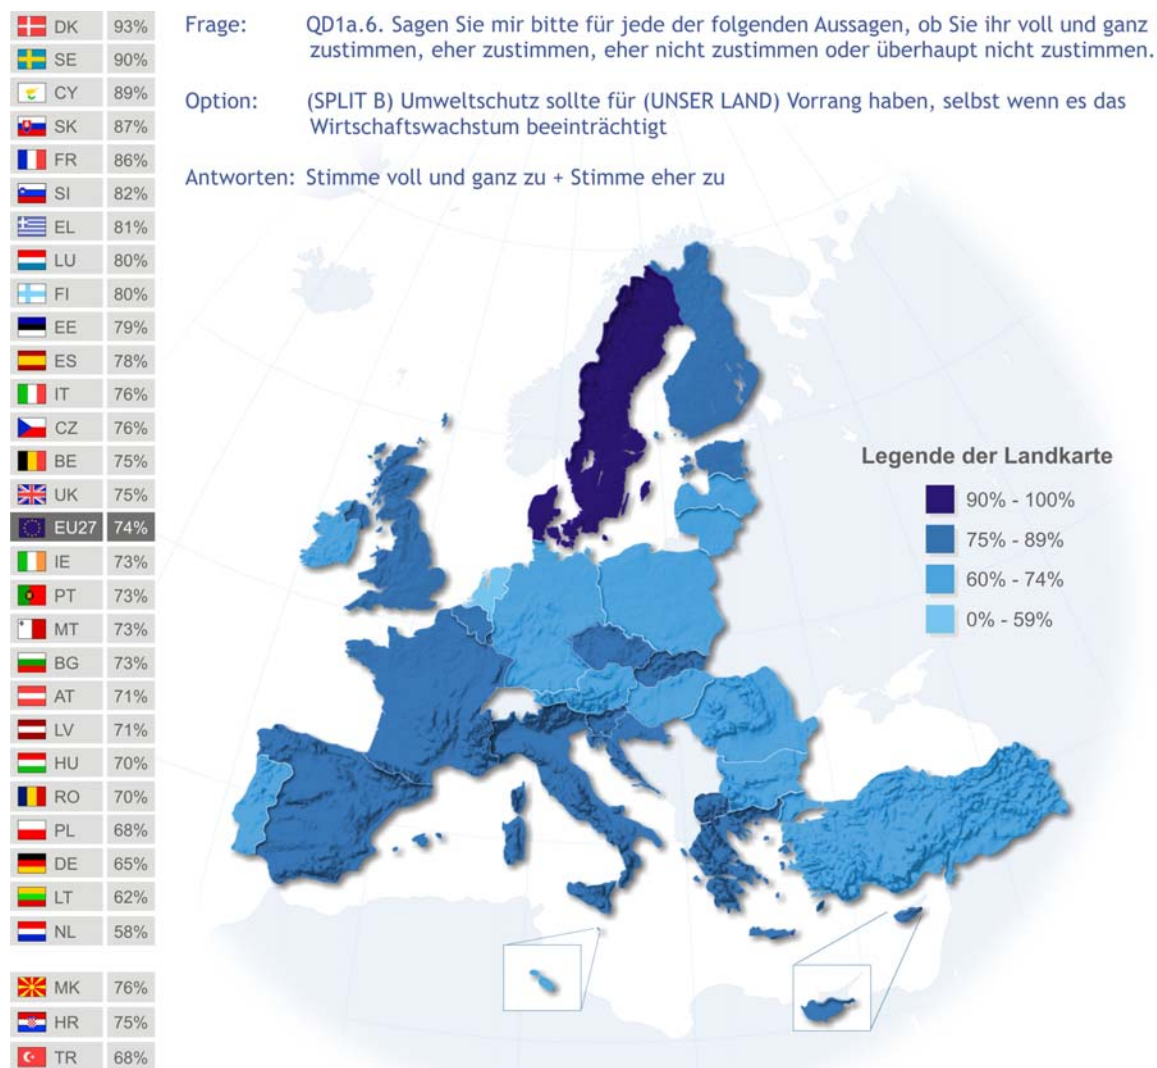 DK 93%
SE 90%
CY 89%
SK 87%
FR 86%
SI 82%
EL 81%
LU 80%
FI 80%
EE 79%
ES 78%
IT 76%
CZ 76%
BE 75%
UK 75%
EU27 74%
IE 73%
PT 73%
MT 73%
BG 73%
AT 71%
LV 71%
HU 70%
RO 70%
PL 68%
DE 65%
LT 62%
NL 58%
MK 76%
HR 75%
TR 68%
Frage: QD1a.6. Sagen Sie mir bitte für jede der folgenden Aussagen, ob Sie ihr voll und ganz
zustimmen, eher zustimmen, eher nicht zustimmen oder überhaupt nicht zustimmen.
Option: (SPLIT B) Umweltschutz sollte für (UNSER LAND) Vorrang haben, selbst wenn es das
Wirtschaftswachstum beeinträchtigt
Antworten: Stimme voll und ganz zu + Stimme eher zu
Legende der Landkarte
90% - 100%
75% - 89%
60% - 74%
0% - 59%